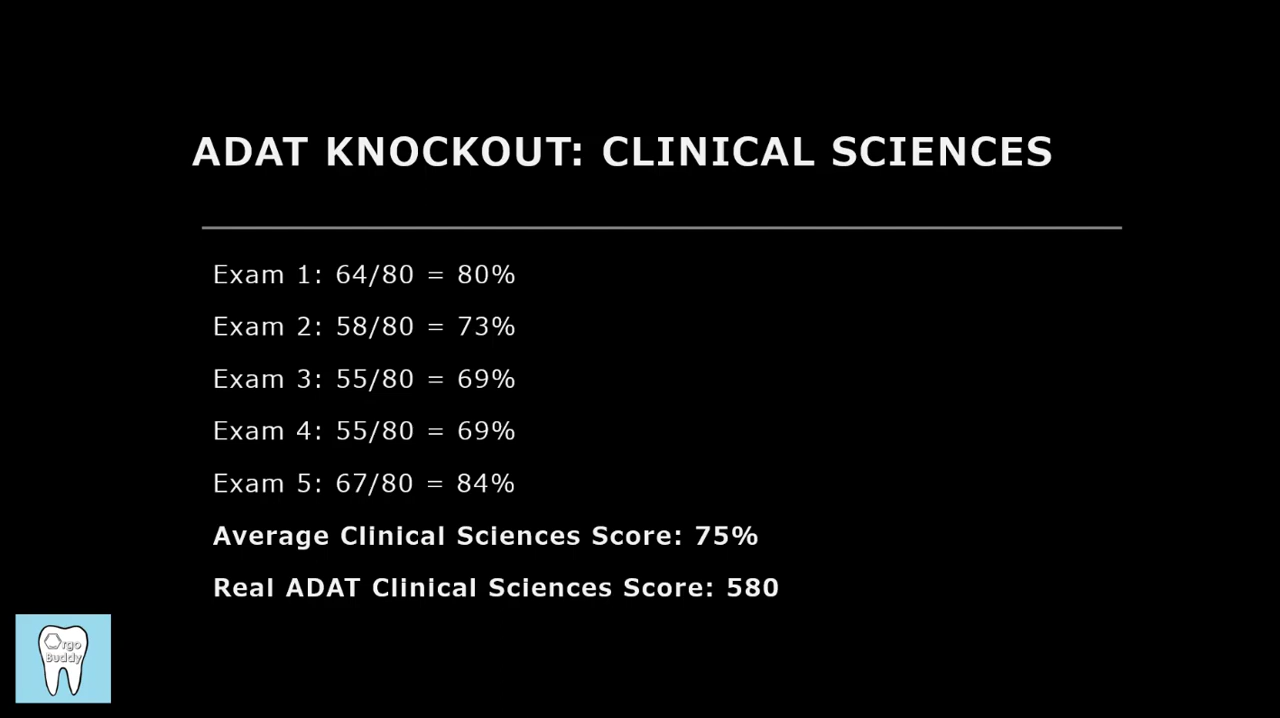 ADAT KNOCKOUT: CLINICAL SCIENCES
Exam 1: 64/80 = 80%
Exam 2: 58/80 = 73%
Exam 3: 55/80 = 69%
Exam 4: 55/80 = 69%
Exam 5: 67/80 = 84%
Average Clinical Sciences Score: 75%
Real ADAT Clinical Sciences Score: 580
Orgo
Buddy